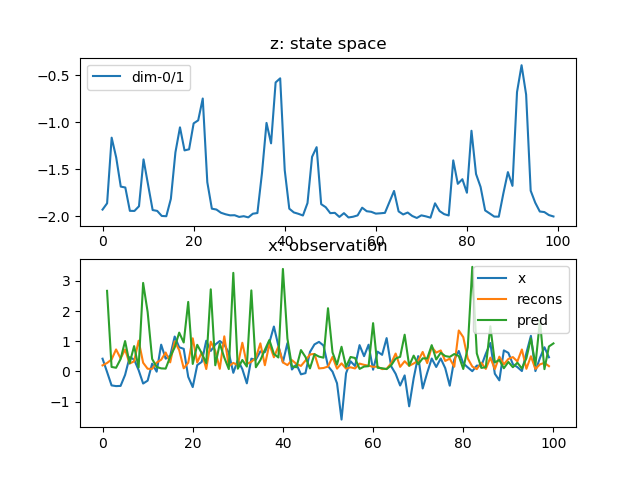 z: state space
dim-0/1
−0.5
−1.0
−1.5
−2.0
0 20 40 60 80 100
x: observation
x
recons
pred
3
2
1
0
−1
0 20 40 60 80 100